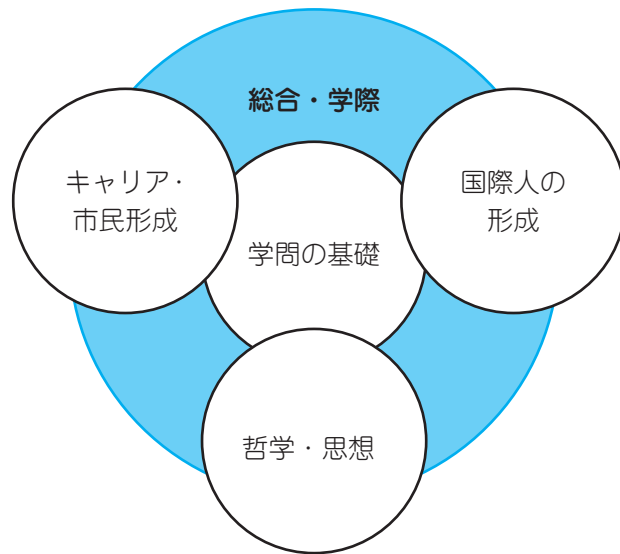 総合・学際
キャリア・
市民形成
国際人の
形成
学問の基礎
哲学・思想